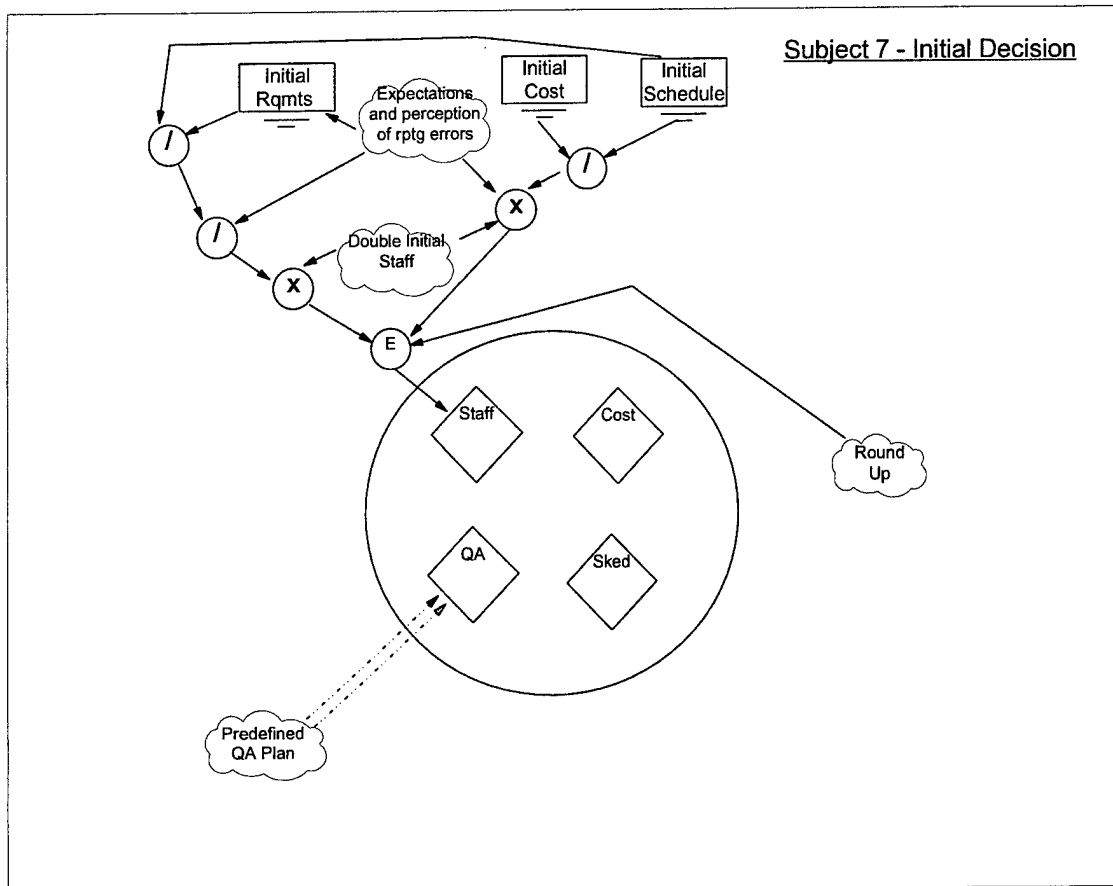 Subject 7 - Initial Decision
Initial
Rqmts
Expectations
and perception
of rptg errors
Initial
Cost
Initial
Schedule
/
/
/
X
Double Initial
Staff
X
E
Staff
Cost
Round
Up
QA
Sked
Predefined
QA Plan